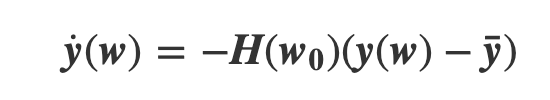 ẏ(w) = −H(w₀)(y(w) − ȳ)